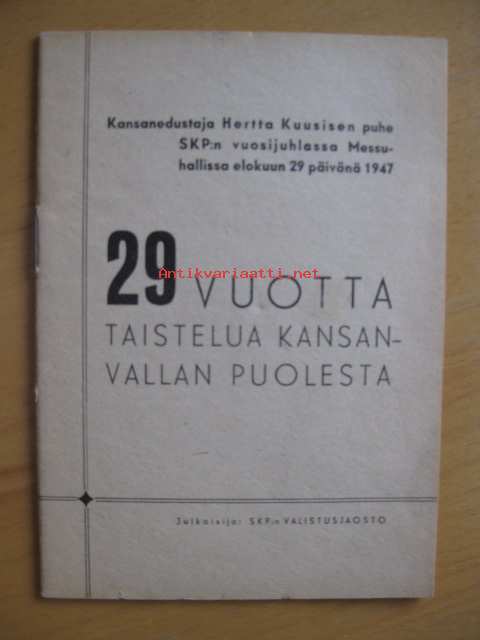 Kansanedustaja Hertta Kuusisen puhe
SKP:n vuosijuhlassa Messu-
hallissa elokuun 29 päivänä 1947
29 VUOTTA
Antikvariaatti.net
TAISTELUA KANSAN-
VALLAN PUOLESTA
Julkaisija: SKP:n VALISTUSJAOSTO